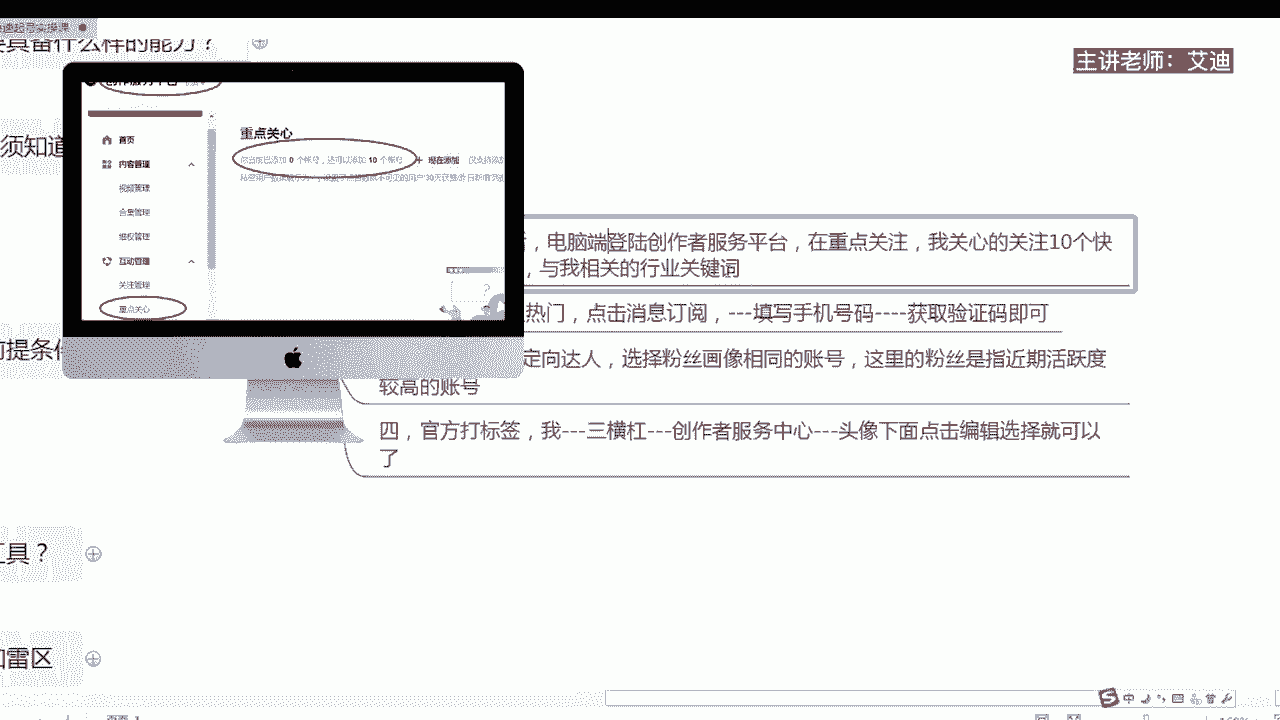 具备什么样的能力？
主讲老师：艾迪
须知道
重点关心
你当前已添加 0 个帐号，还可以添加 10 个帐号
现在添加
首页
内容管理
视频管理
合集管理
维权管理
互动管理
关注管理
重点关心
，电脑端登陆创作者服务平台，在重点关注，我关心的关注10个快
，与我相关的行业关键词
热门，点击消息订阅，---填写手机号码----获取验证码即可
定向达人，选择粉丝画像相同的账号，这里的粉丝是指近期活跃度
较高的账号
前提条
四，官方打标签，我---三横杠---创作者服务中心---头像下面点击编辑选择就可以
了
工具？
雷区
中